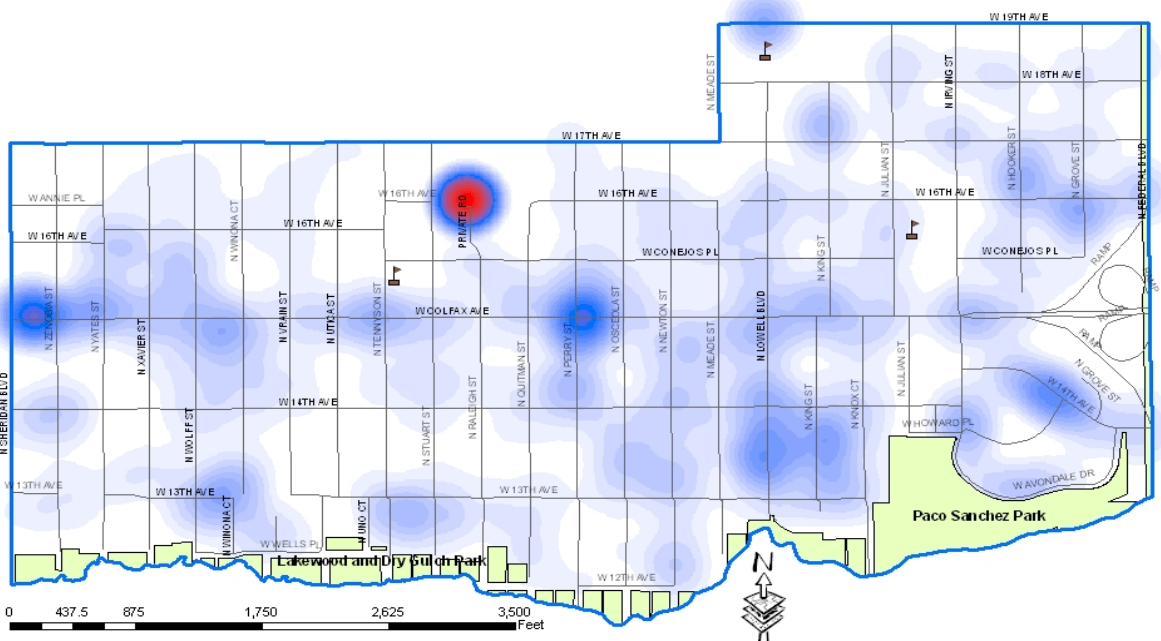 W 19TH AVE
N MEADE ST
N IRVING ST
W 18TH AVE
W 17TH AVE
N JULIAN ST
N HOOKER ST
N GROVE ST
N FEDERAL BLVD
W ANNIE PL
W 16TH AVE
PRIVATE RD
W 16TH AVE
W 16TH AVE
W 16TH AVE
N WINONA CT
W 16TH AVE
W CONEJOS PL
N KING ST
W CONEJOS PL
RAMP
RAMP
N ZENOBIA ST
N YATES ST
N XAVIER ST
N VRAIN ST
N UTICA ST
N TENNYSON ST
W COLFAX AVE
N PERRY ST
N OSCEOLA ST
N NEWTON ST
N MEADE ST
N LOWELL BLVD
RAMP
RAMP
N GROVE ST
N SHERIDAN BLVD
W 14TH AVE
N WOLFF ST
N STUART ST
N RALEIGH ST
N QUITMAN ST
N KING ST
N KNOX CT
N JULIAN ST
W 14TH AVE
W HOWARD PL
W 13TH AVE
W 13TH AVE
N WINONA CT
N UNO CT
W 13TH AVE
W AVONDALE DR
W WELLS PL
Paco Sanchez Park
Lakewood and Dry Gulch Park
W 12TH AVE
N
0 437.5 875 1,750 2,625 3,500
Feet